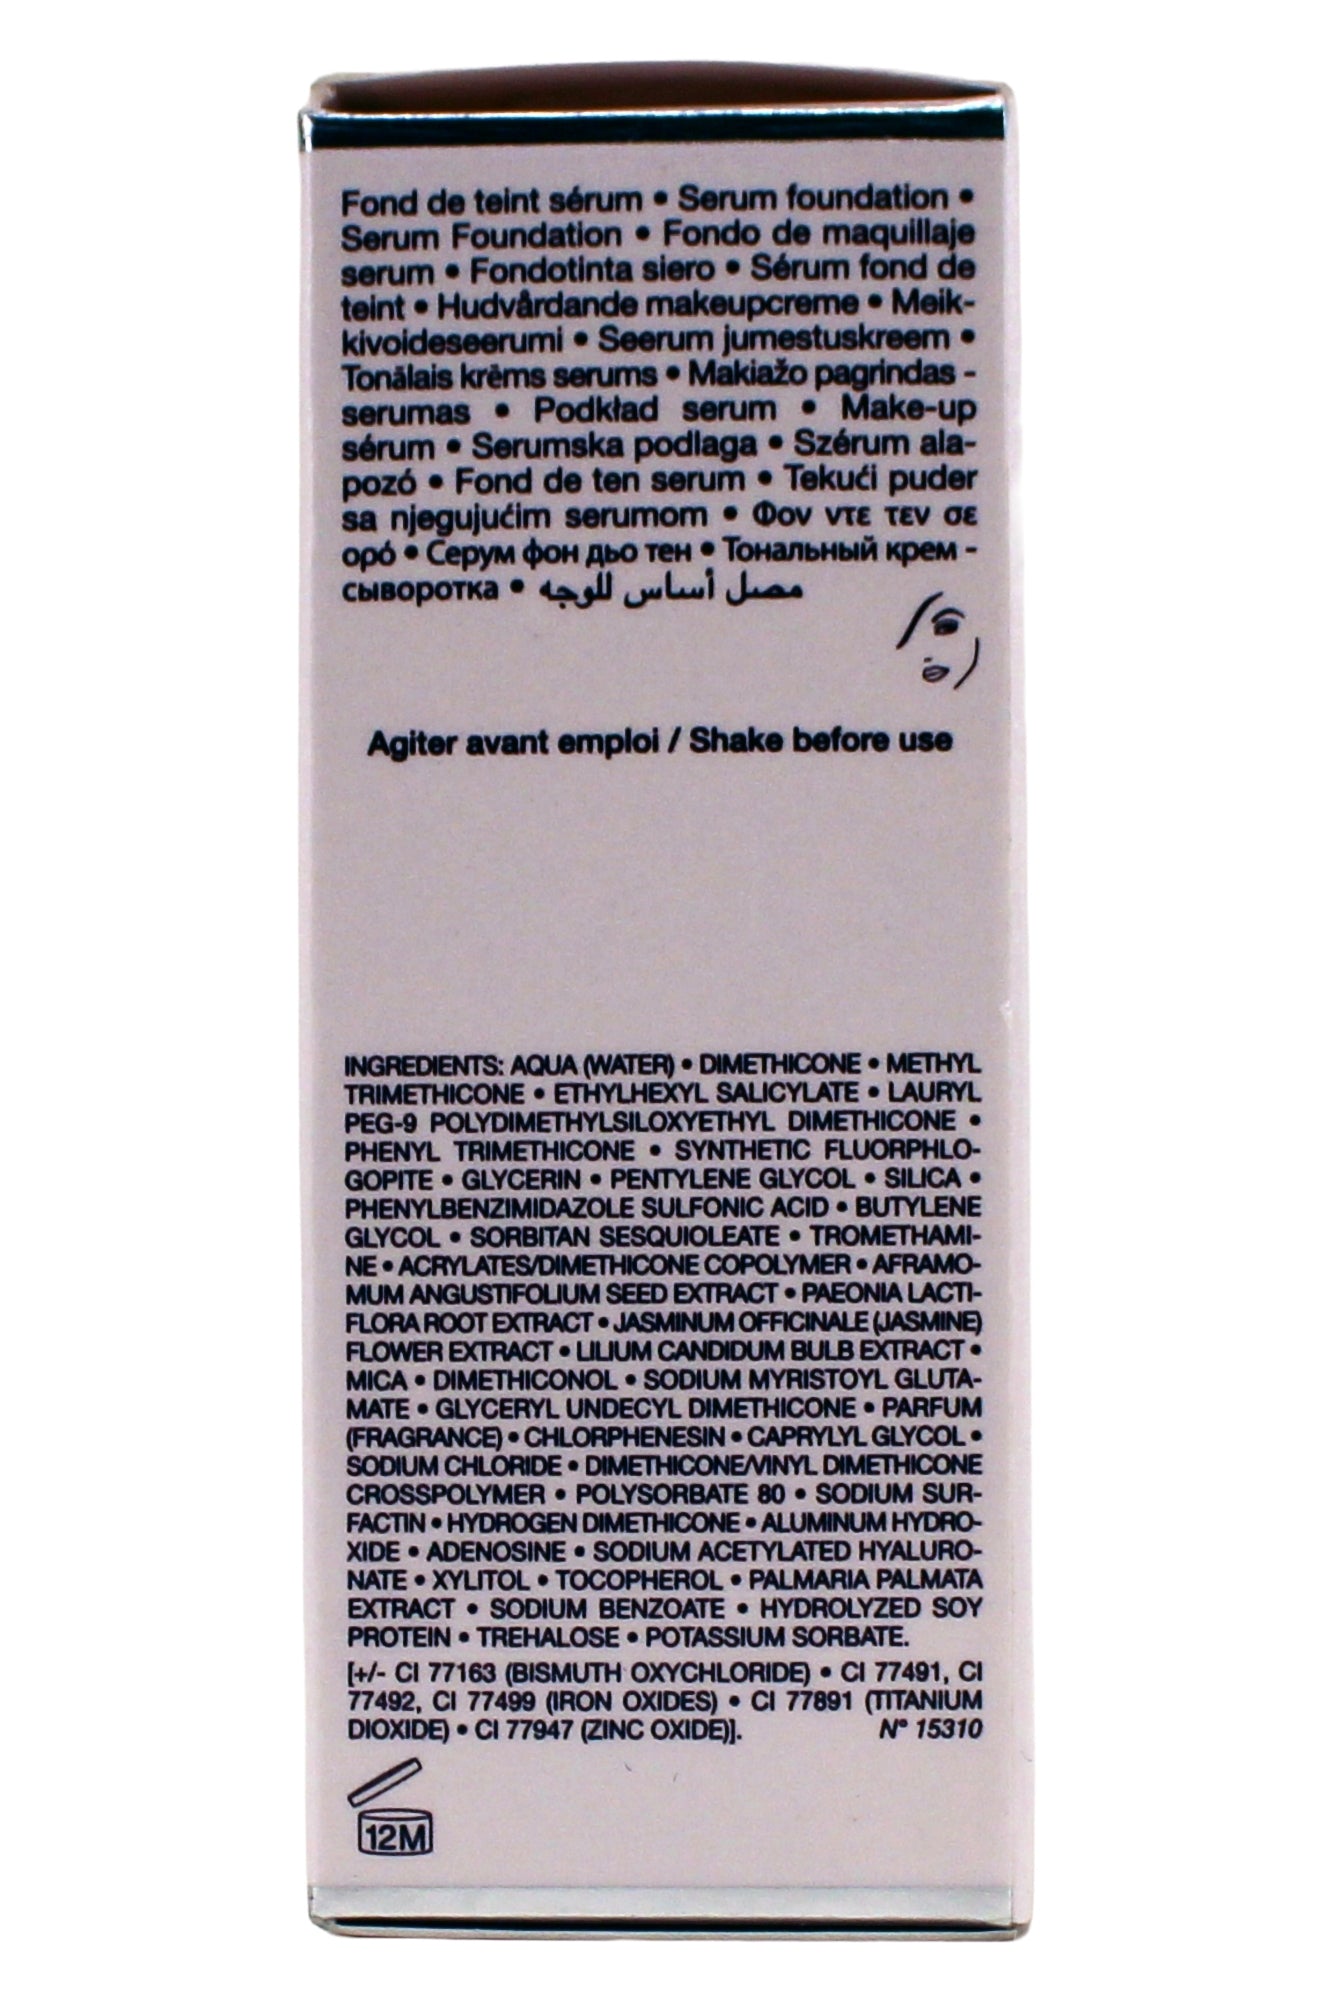 Fond de teint sérum • Serum foundation •
Serum Foundation • Fondo de maquillaje
serum • Fondotinta siero • Sérum fond de
teint • Hudvårdande makeupcreme • Meik-
kivoideseerumi • Seerum jumestuskreem •
Tonālais krēms serums • Makiažo pagrindas -
serumas • Podkład serum • Make-up
sérum • Serumska podlaga • Szérum ala-
pozó • Fond de ten serum • Tekući puder
sa njegujućim serumom • Φον ντε τεν σε
ορό • Серум фон дьо тен • Тональный крем -
сыворотка • مصل أساس للوجه
Agiter avant emploi / Shake before use
INGREDIENTS: AQUA (WATER) • DIMETHICONE • METHYL
TRIMETHICONE • ETHYLHEXYL SALICYLATE • LAURYL
PEG-9 POLYDIMETHYLSILOXYETHYL DIMETHICONE •
PHENYL TRIMETHICONE • SYNTHETIC FLUORPHLO-
GOPITE • GLYCERIN • PENTYLENE GLYCOL • SILICA •
PHENYLBENZIMIDAZOLE SULFONIC ACID • BUTYLENE
GLYCOL • SORBITAN SESQUIOLEATE • TROMETHAMI-
NE • ACRYLATES/DIMETHICONE COPOLYMER • AFRAMO-
MUM ANGUSTIFOLIUM SEED EXTRACT • PAEONIA LACTI-
FLORA ROOT EXTRACT • JASMINUM OFFICINALE (JASMINE)
FLOWER EXTRACT • LILIUM CANDIDUM BULB EXTRACT •
MICA • DIMETHICONOL • SODIUM MYRISTOYL GLUTA-
MATE • GLYCERYL UNDECYL DIMETHICONE • PARFUM
(FRAGRANCE) • CHLORPHENESIN • CAPRYLYL GLYCOL •
SODIUM CHLORIDE • DIMETHICONE/VINYL DIMETHICONE
CROSSPOLYMER • POLYSORBATE 80 • SODIUM SUR-
FACTIN • HYDROGEN DIMETHICONE • ALUMINUM HYDRO-
XIDE • ADENOSINE • SODIUM ACETYLATED HYALURO-
NATE • XYLITOL • TOCOPHEROL • PALMARIA PALMATA
EXTRACT • SODIUM BENZOATE • HYDROLYZED SOY
PROTEIN • TREHALOSE • POTASSIUM SORBATE.
[+/- CI 77163 (BISMUTH OXYCHLORIDE) • CI 77491, CI
77492, CI 77499 (IRON OXIDES) • CI 77891 (TITANIUM
DIOXIDE) • CI 77947 (ZINC OXIDE)]. N° 15310
12M